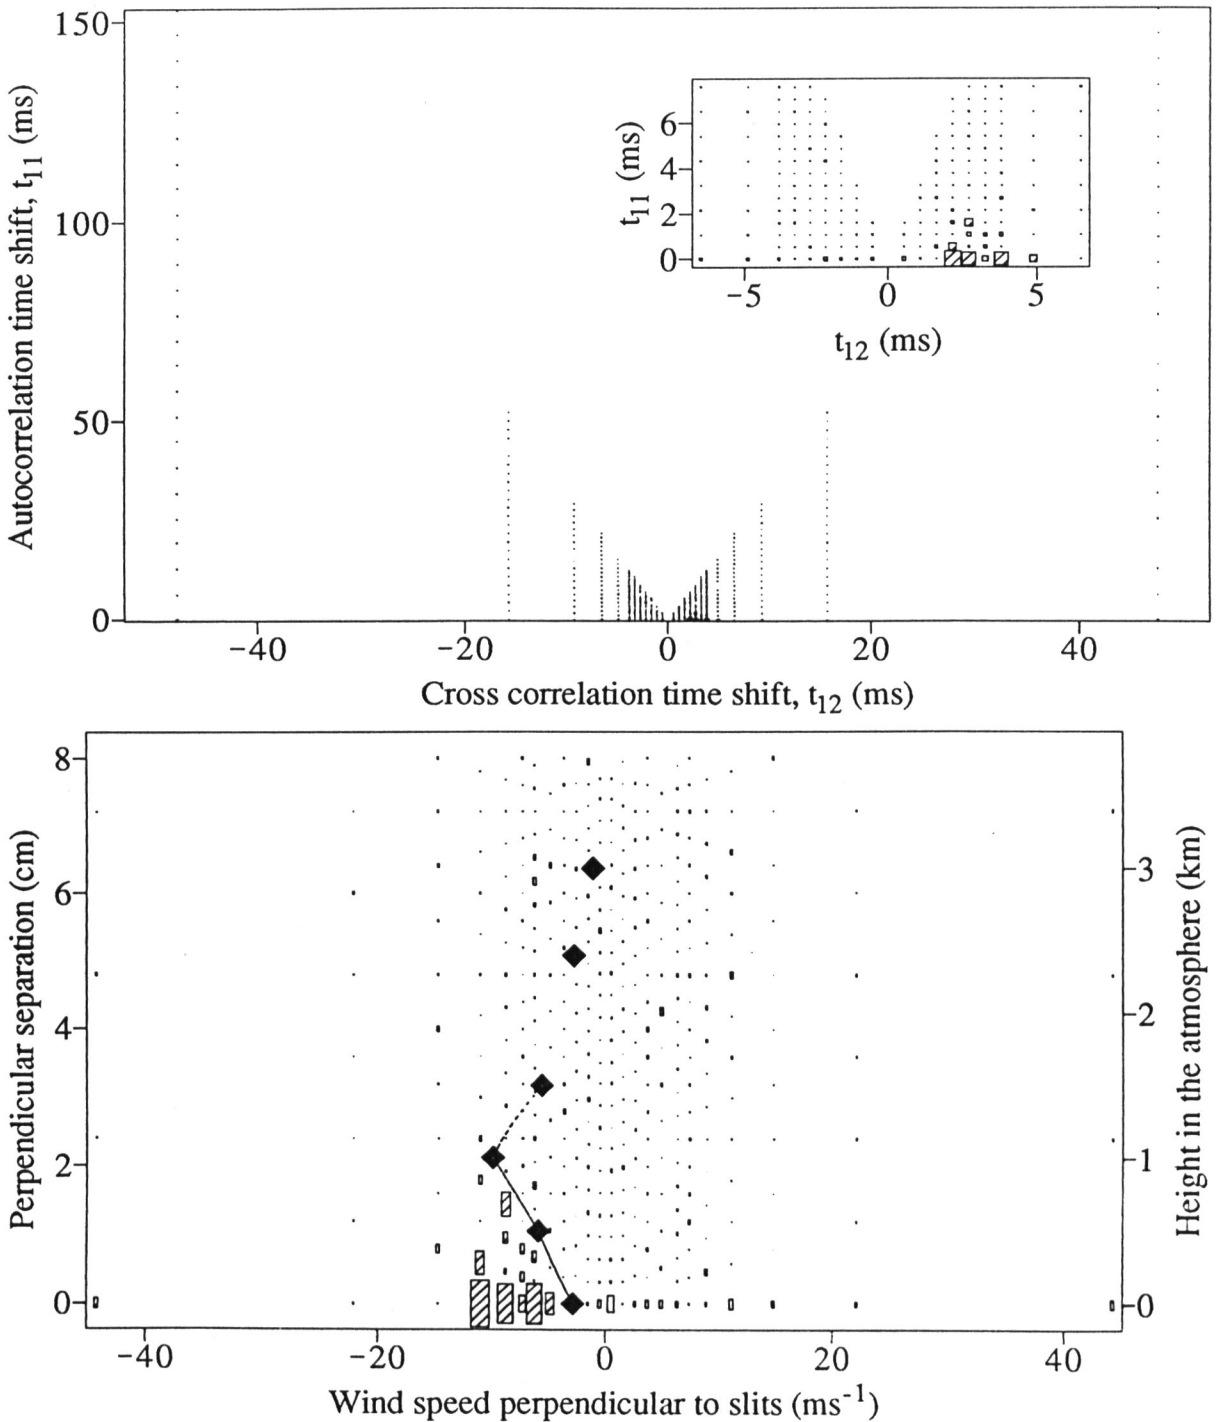 150
100
50
0
Autocorrelation time shift, t11 (ms)
6
4
2
0
t11 (ms)
−5 0 5
t12 (ms)
−40 −20 0 20 40
Cross correlation time shift, t12 (ms)
8
6
4
2
0
Perpendicular separation (cm)
3
2
1
0
Height in the atmosphere (km)
−40 −20 0 20 40
Wind speed perpendicular to slits (ms-1)